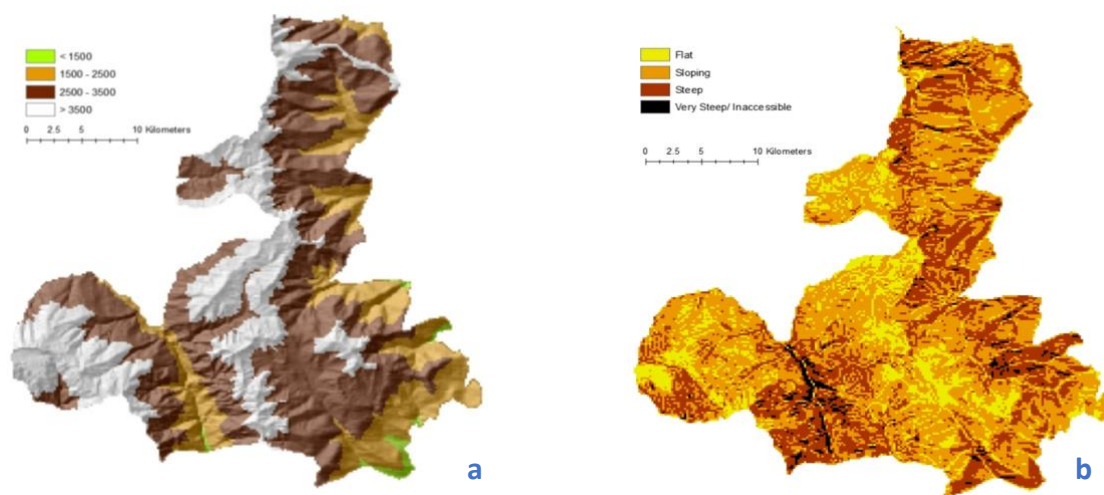 < 1500
1500 - 2500
2500 - 3500
> 3500
0 2.5 5 10 Kilometers
a
Flat
Sloping
Steep
Very Steep/ Inaccessible
0 2.5 5 10 Kilometers
b